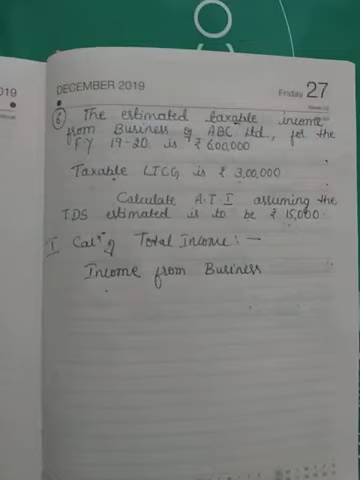 019
DECEMBER 2019
Friday 27
6 The estimated taxable income
from Business of ABC Ltd., for the
FY 19-20 is ₹ 600,000
Taxable LTCG is ₹ 3,00,000
Calculate A.T.I assuming the
TDS estimated is to be ₹ 15,000.
I Calⁿ of Total Income: —
Income from Business